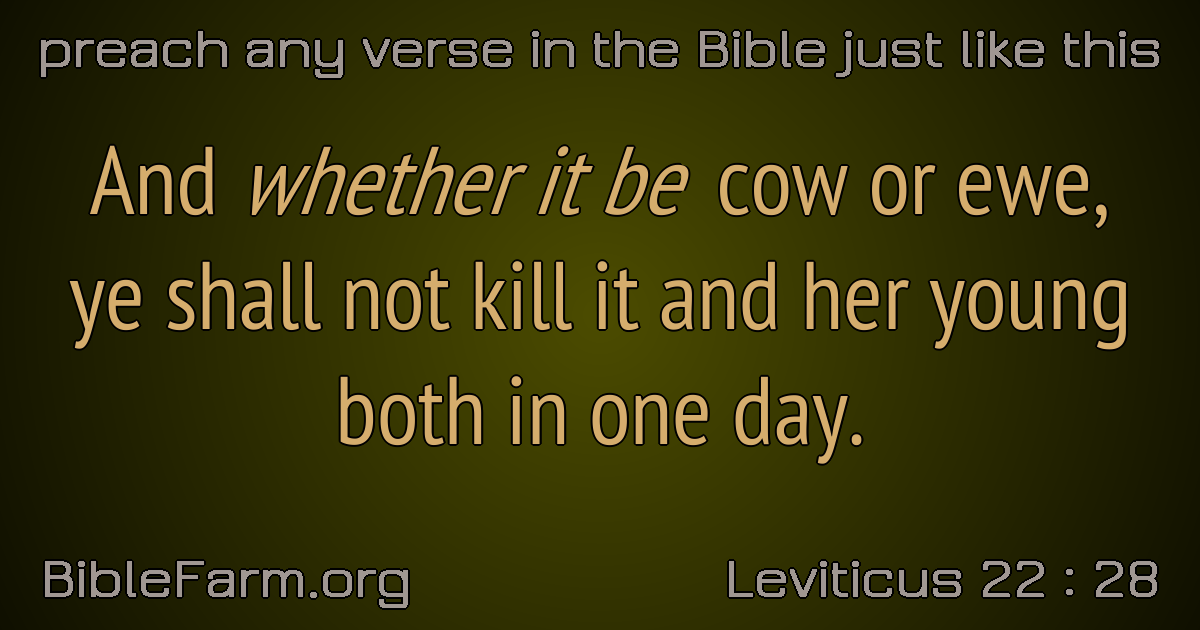 preach any verse in the Bible just like this
And whether it be cow or ewe,
ye shall not kill it and her young
both in one day.
BibleFarm.org
Leviticus 22 : 28